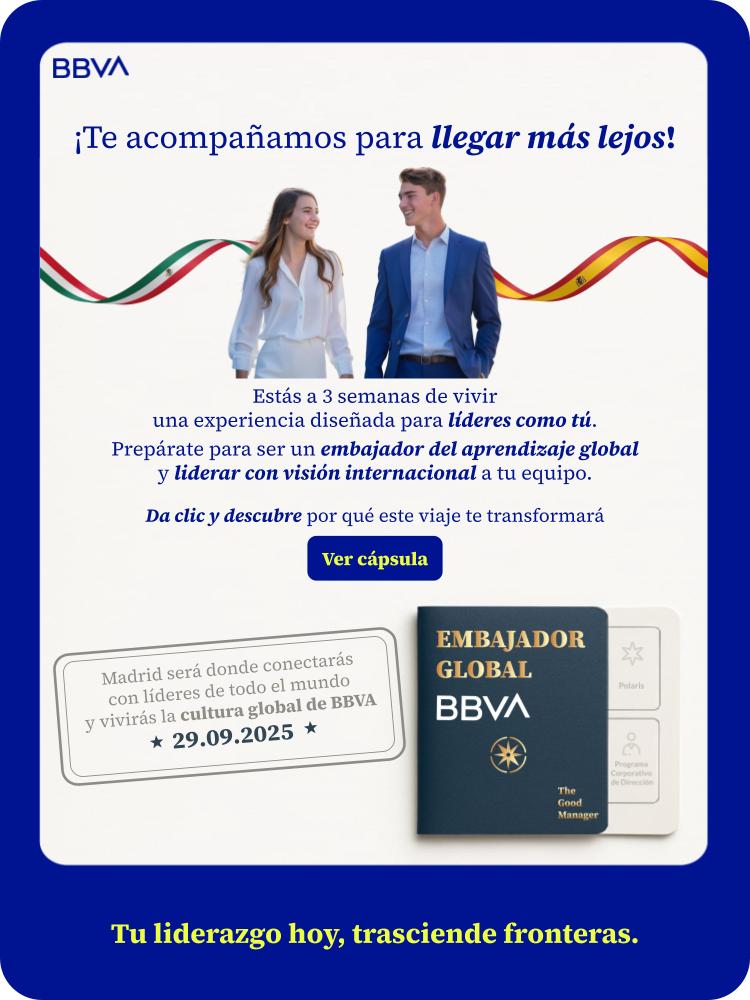 BBVA
¡Te acompañamos para llegar más lejos!
Estás a 3 semanas de vivir
una experiencia diseñada para líderes como tú.
Prepárate para ser un embajador del aprendizaje global
y liderar con visión internacional a tu equipo.
Da clic y descubre por qué este viaje te transformará
Ver cápsula
Madrid será donde conectarás
con líderes de todo el mundo
y vivirás la cultura global de BBVA
★ 29.09.2025 ★
EMBAJADOR
GLOBAL
BBVA
The
Good
Manager
Polaris
Programa
Corporativo
de Dirección
Tu liderazgo hoy, trasciende fronteras.